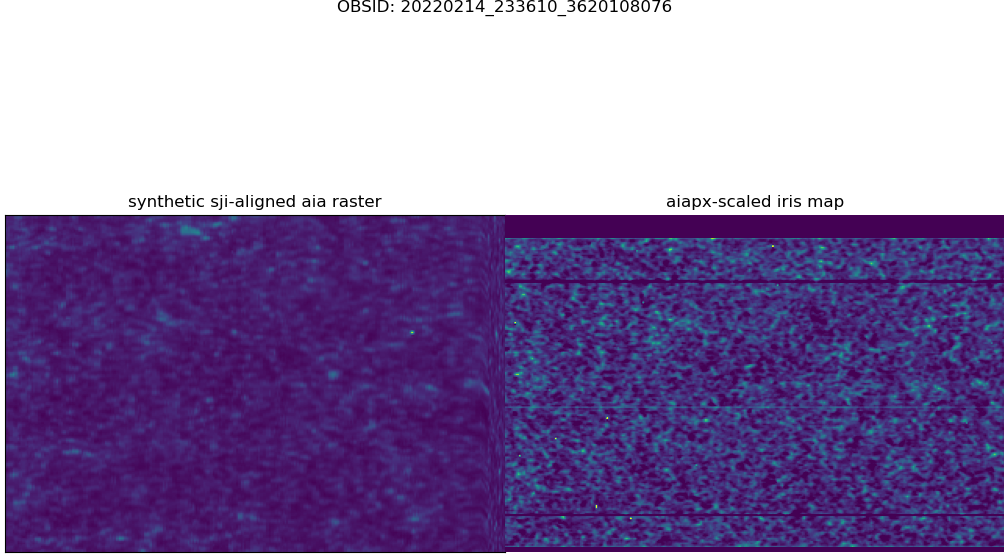 OBSID: 20220214_233610_3620108076
synthetic sji-aligned aia raster
aiapx-scaled iris map